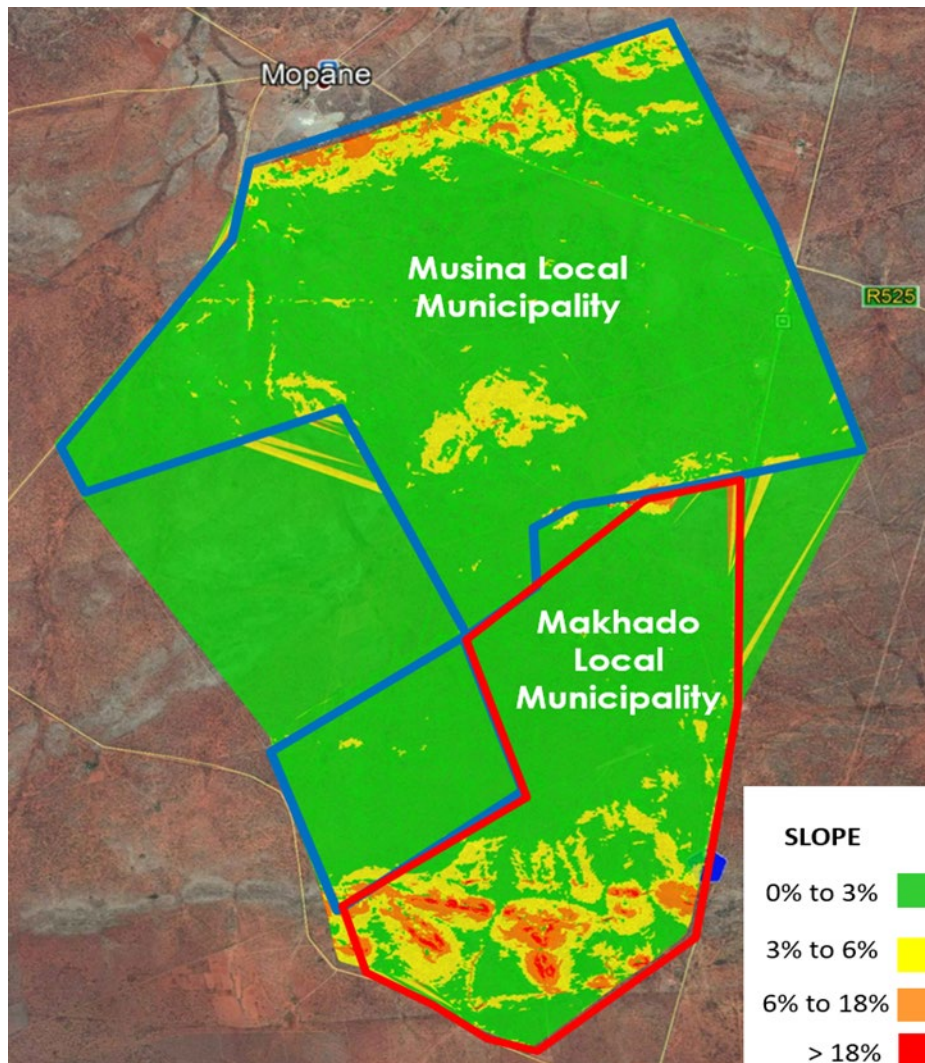 Mopane
Musina Local
Municipality
R525
Makhado
Local
Municipality
SLOPE
0% to 3%
3% to 6%
6% to 18%
> 18%